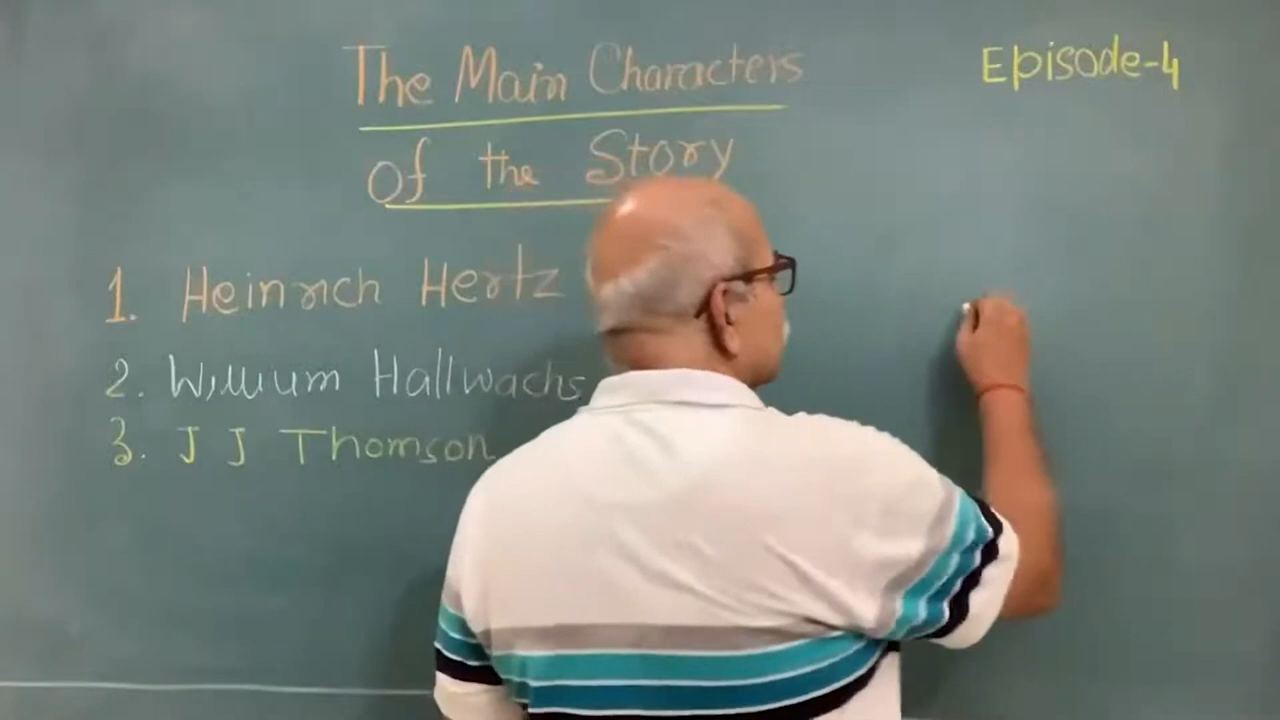 The Main Characters
Episode-4
of the Story
1. Heinrich Hertz
2. William Hallwachs
3. J J Thomson